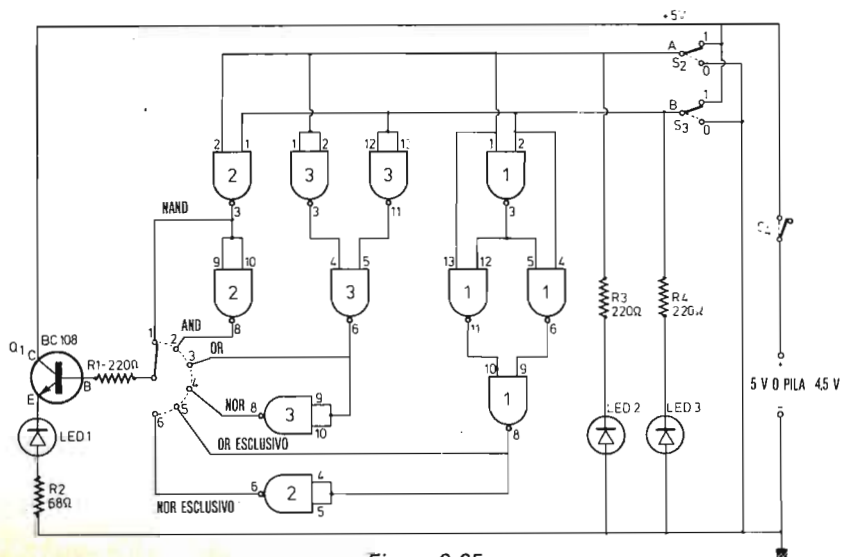 +5V
A
1
S2
0
B
1
S3
0
2 1
1 2
12 13
1 2
2
3
3
1
3
3
11
3
NAND
9 10
4 5
13 12
5 4
2
3
1
1
8
6
11
6
AND
OR
R3
220Ω
R4
220Ω
Q1
C
BC108
R1-220Ω
B
E
1
2
3
4
5
6
NOR
8
3
9
10
10 9
1
8
OR ESCLUSIVO
5 V O PILA 4,5 V
+
-
LED1
LED 2
LED 3
R2
68Ω
6
2
4
5
NOR ESCLUSIVO